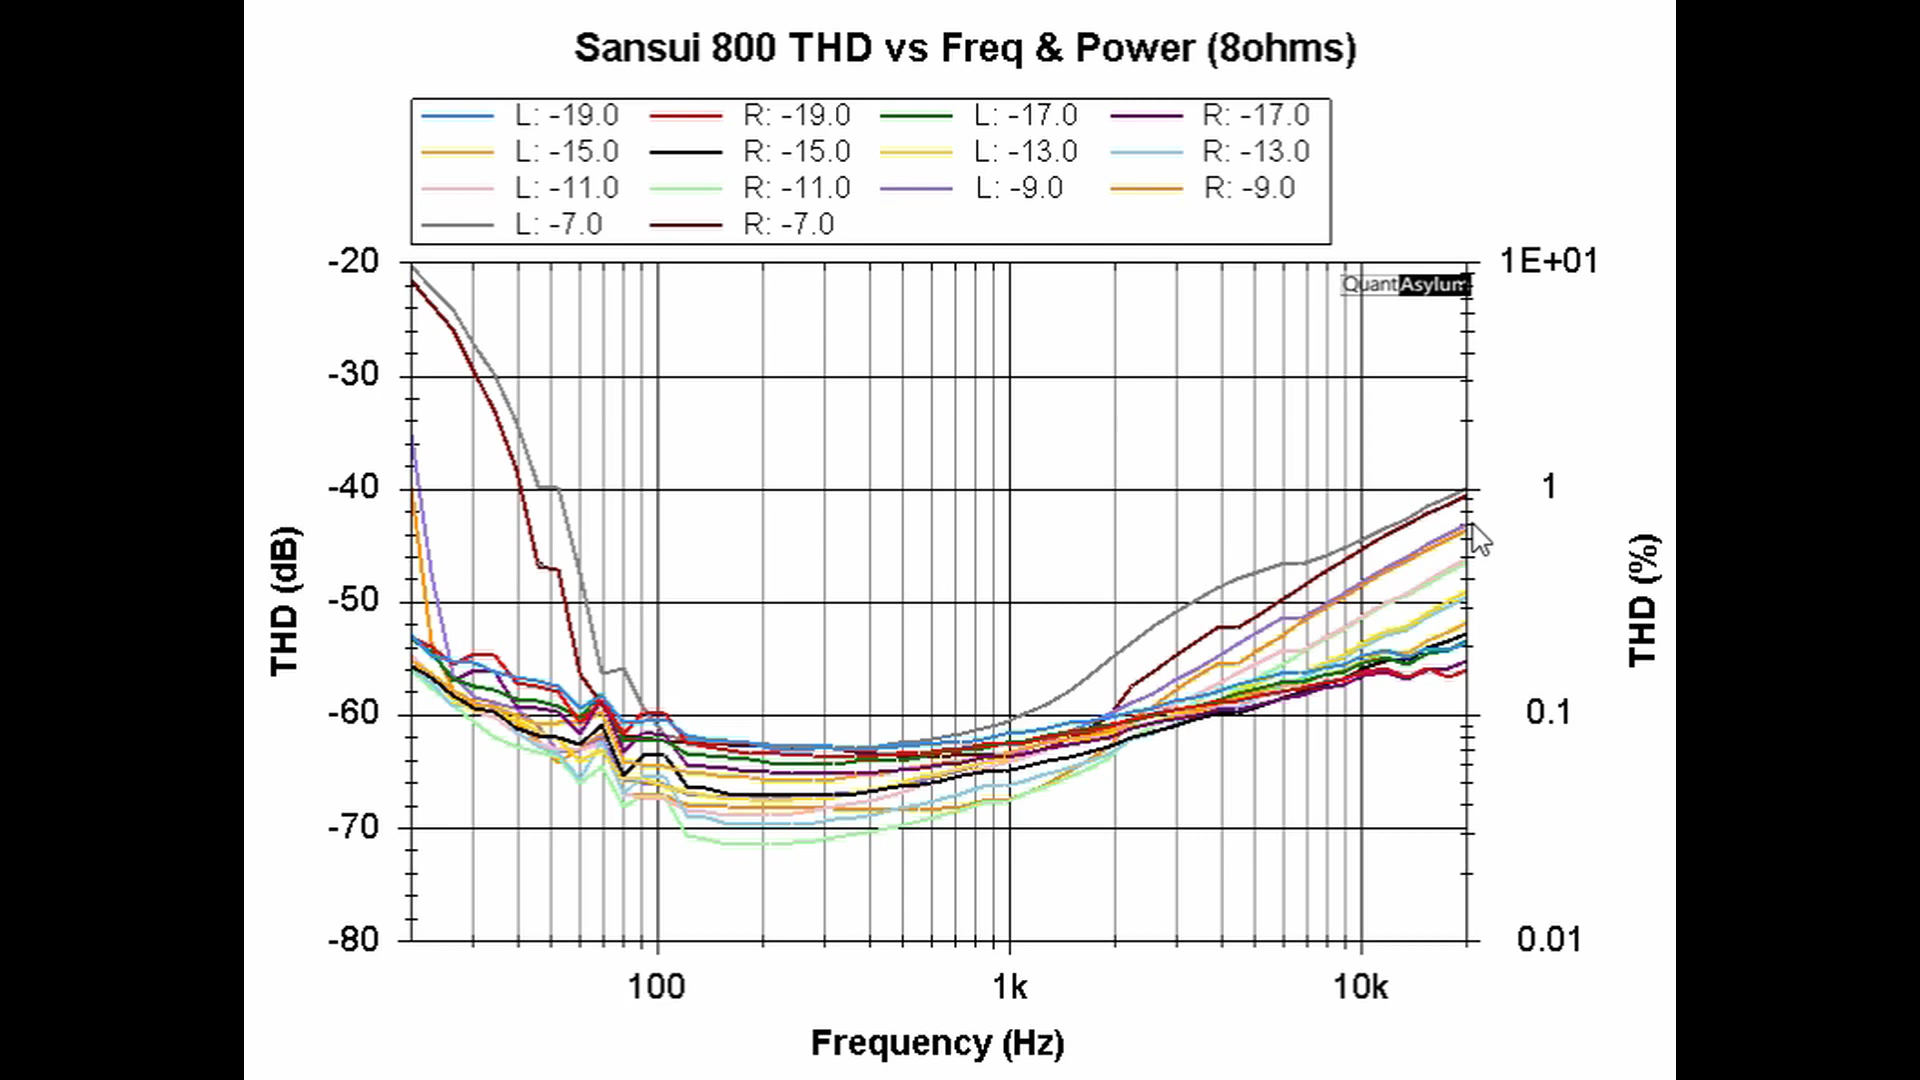 Sansui 800 THD vs Freq & Power (8ohms)
L: -19.0 R: -19.0 L: -17.0 R: -17.0
L: -15.0 R: -15.0 L: -13.0 R: -13.0
L: -11.0 R: -11.0 L: -9.0 R: -9.0
L: -7.0 R: -7.0
-20 1E+01
QuantAsylum
-30
-40 1
-50
-60 0.1
-70
-80 0.01
THD (dB)
THD (%)
100 1k 10k
Frequency (Hz)